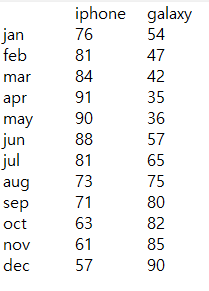 iphone galaxy
jan 76 54
feb 81 47
mar 84 42
apr 91 35
may 90 36
jun 88 57
jul 81 65
aug 73 75
sep 71 80
oct 63 82
nov 61 85
dec 57 90